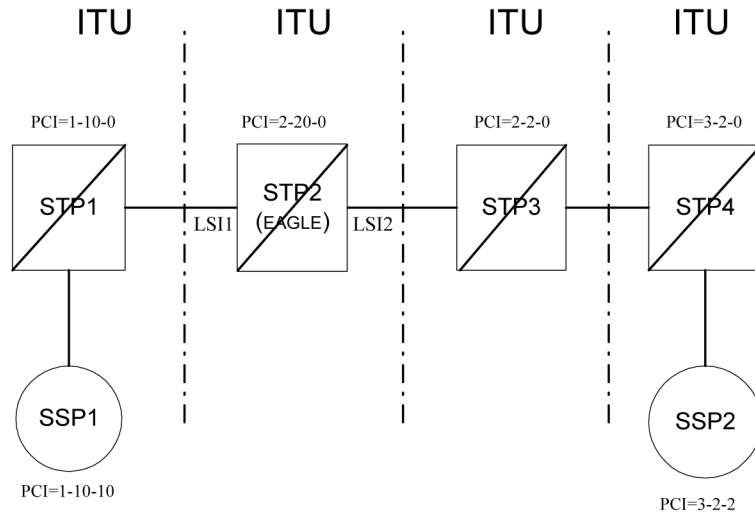 ITU
ITU
ITU
ITU
PCI=1-10-0
PCI=2-20-0
PCI=2-2-0
PCI=3-2-0
STP1
STP2
(EAGLE)
STP3
STP4
LSI1
LSI2
SSP1
SSP2
PCI=1-10-10
PCI=3-2-2